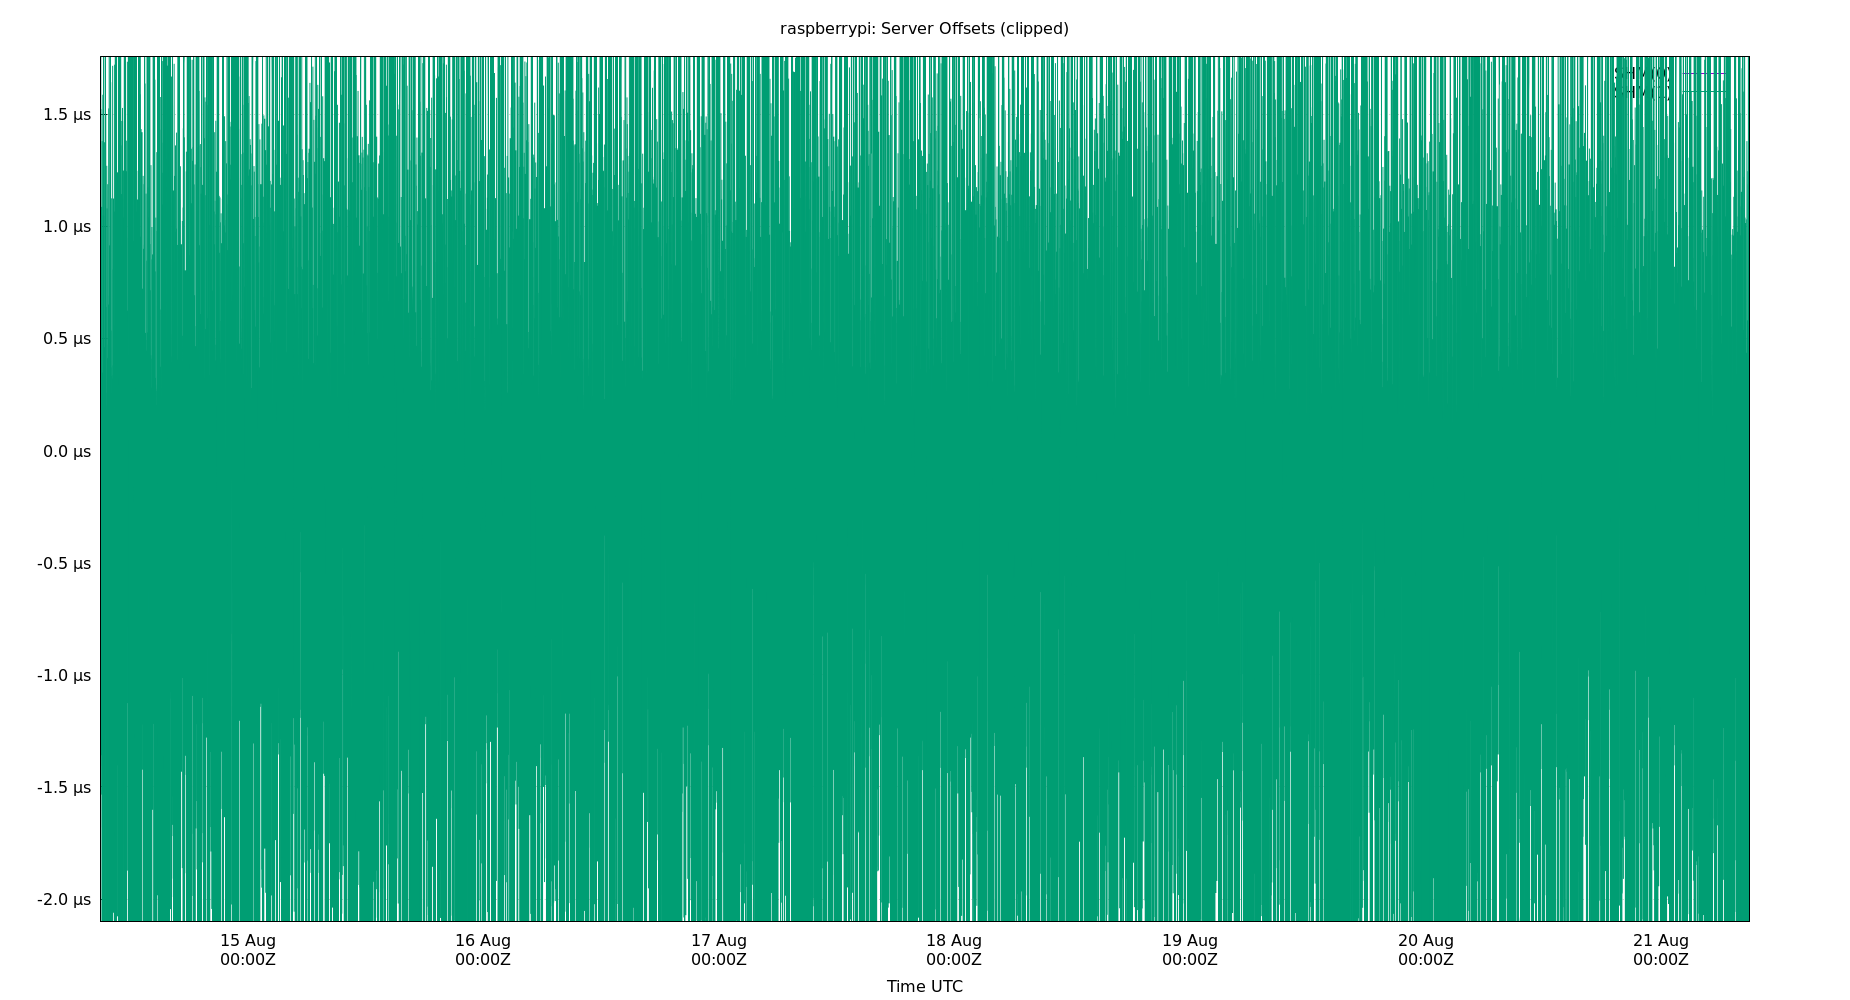 raspberrypi: Server Offsets (clipped)
SHM(0)
1.5 µs
1.0 µs
0.5 µs
0.0 µs
-0.5 µs
-1.0 µs
-1.5 µs
-2.0 µs
15 Aug 16 Aug 17 Aug 18 Aug 19 Aug 20 Aug 21 Aug
00:00Z 00:00Z 00:00Z 00:00Z 00:00Z 00:00Z 00:00Z
Time UTC